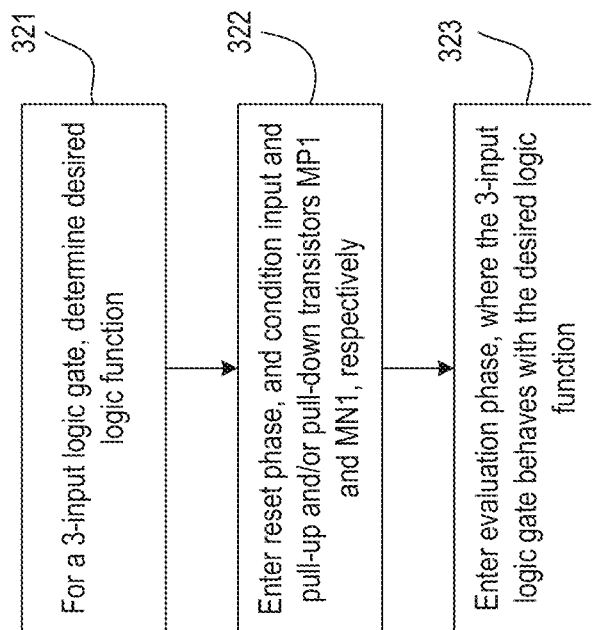 321
For a 3-input logic gate, determine desired
logic function
322
Enter reset phase, and condition input and
pull-up and/or pull-down transistors MP1
and MN1, respectively
323
Enter evaluation phase, where the 3-input
logic gate behaves with the desired logic
function